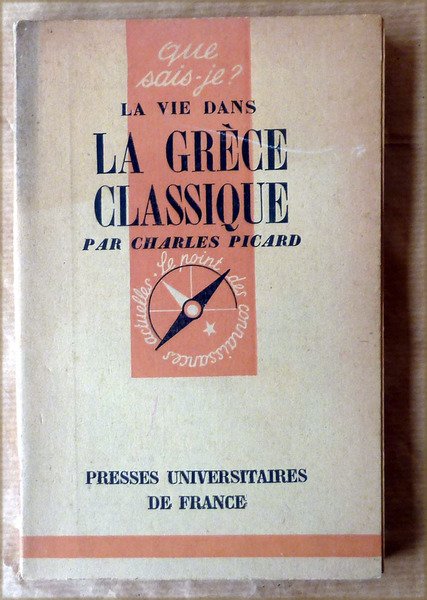 que
sais-je?
LA VIE DANS
LA GRÈCE
CLASSIQUE
PAR CHARLES PICARD
Le point des connaissances actuelles.
PRESSES UNIVERSITAIRES
DE FRANCE